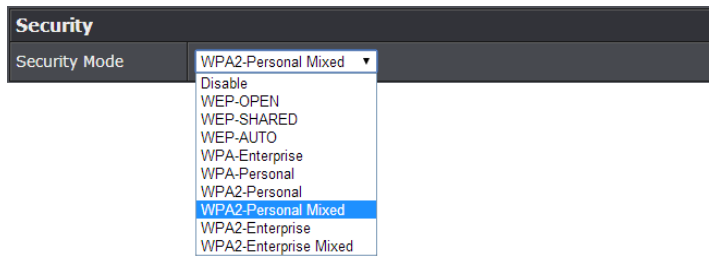 Security
Security Mode WPA2-Personal Mixed
Disable
WEP-OPEN
WEP-SHARED
WEP-AUTO
WPA-Enterprise
WPA-Personal
WPA2-Personal
WPA2-Personal Mixed
WPA2-Enterprise
WPA2-Enterprise Mixed